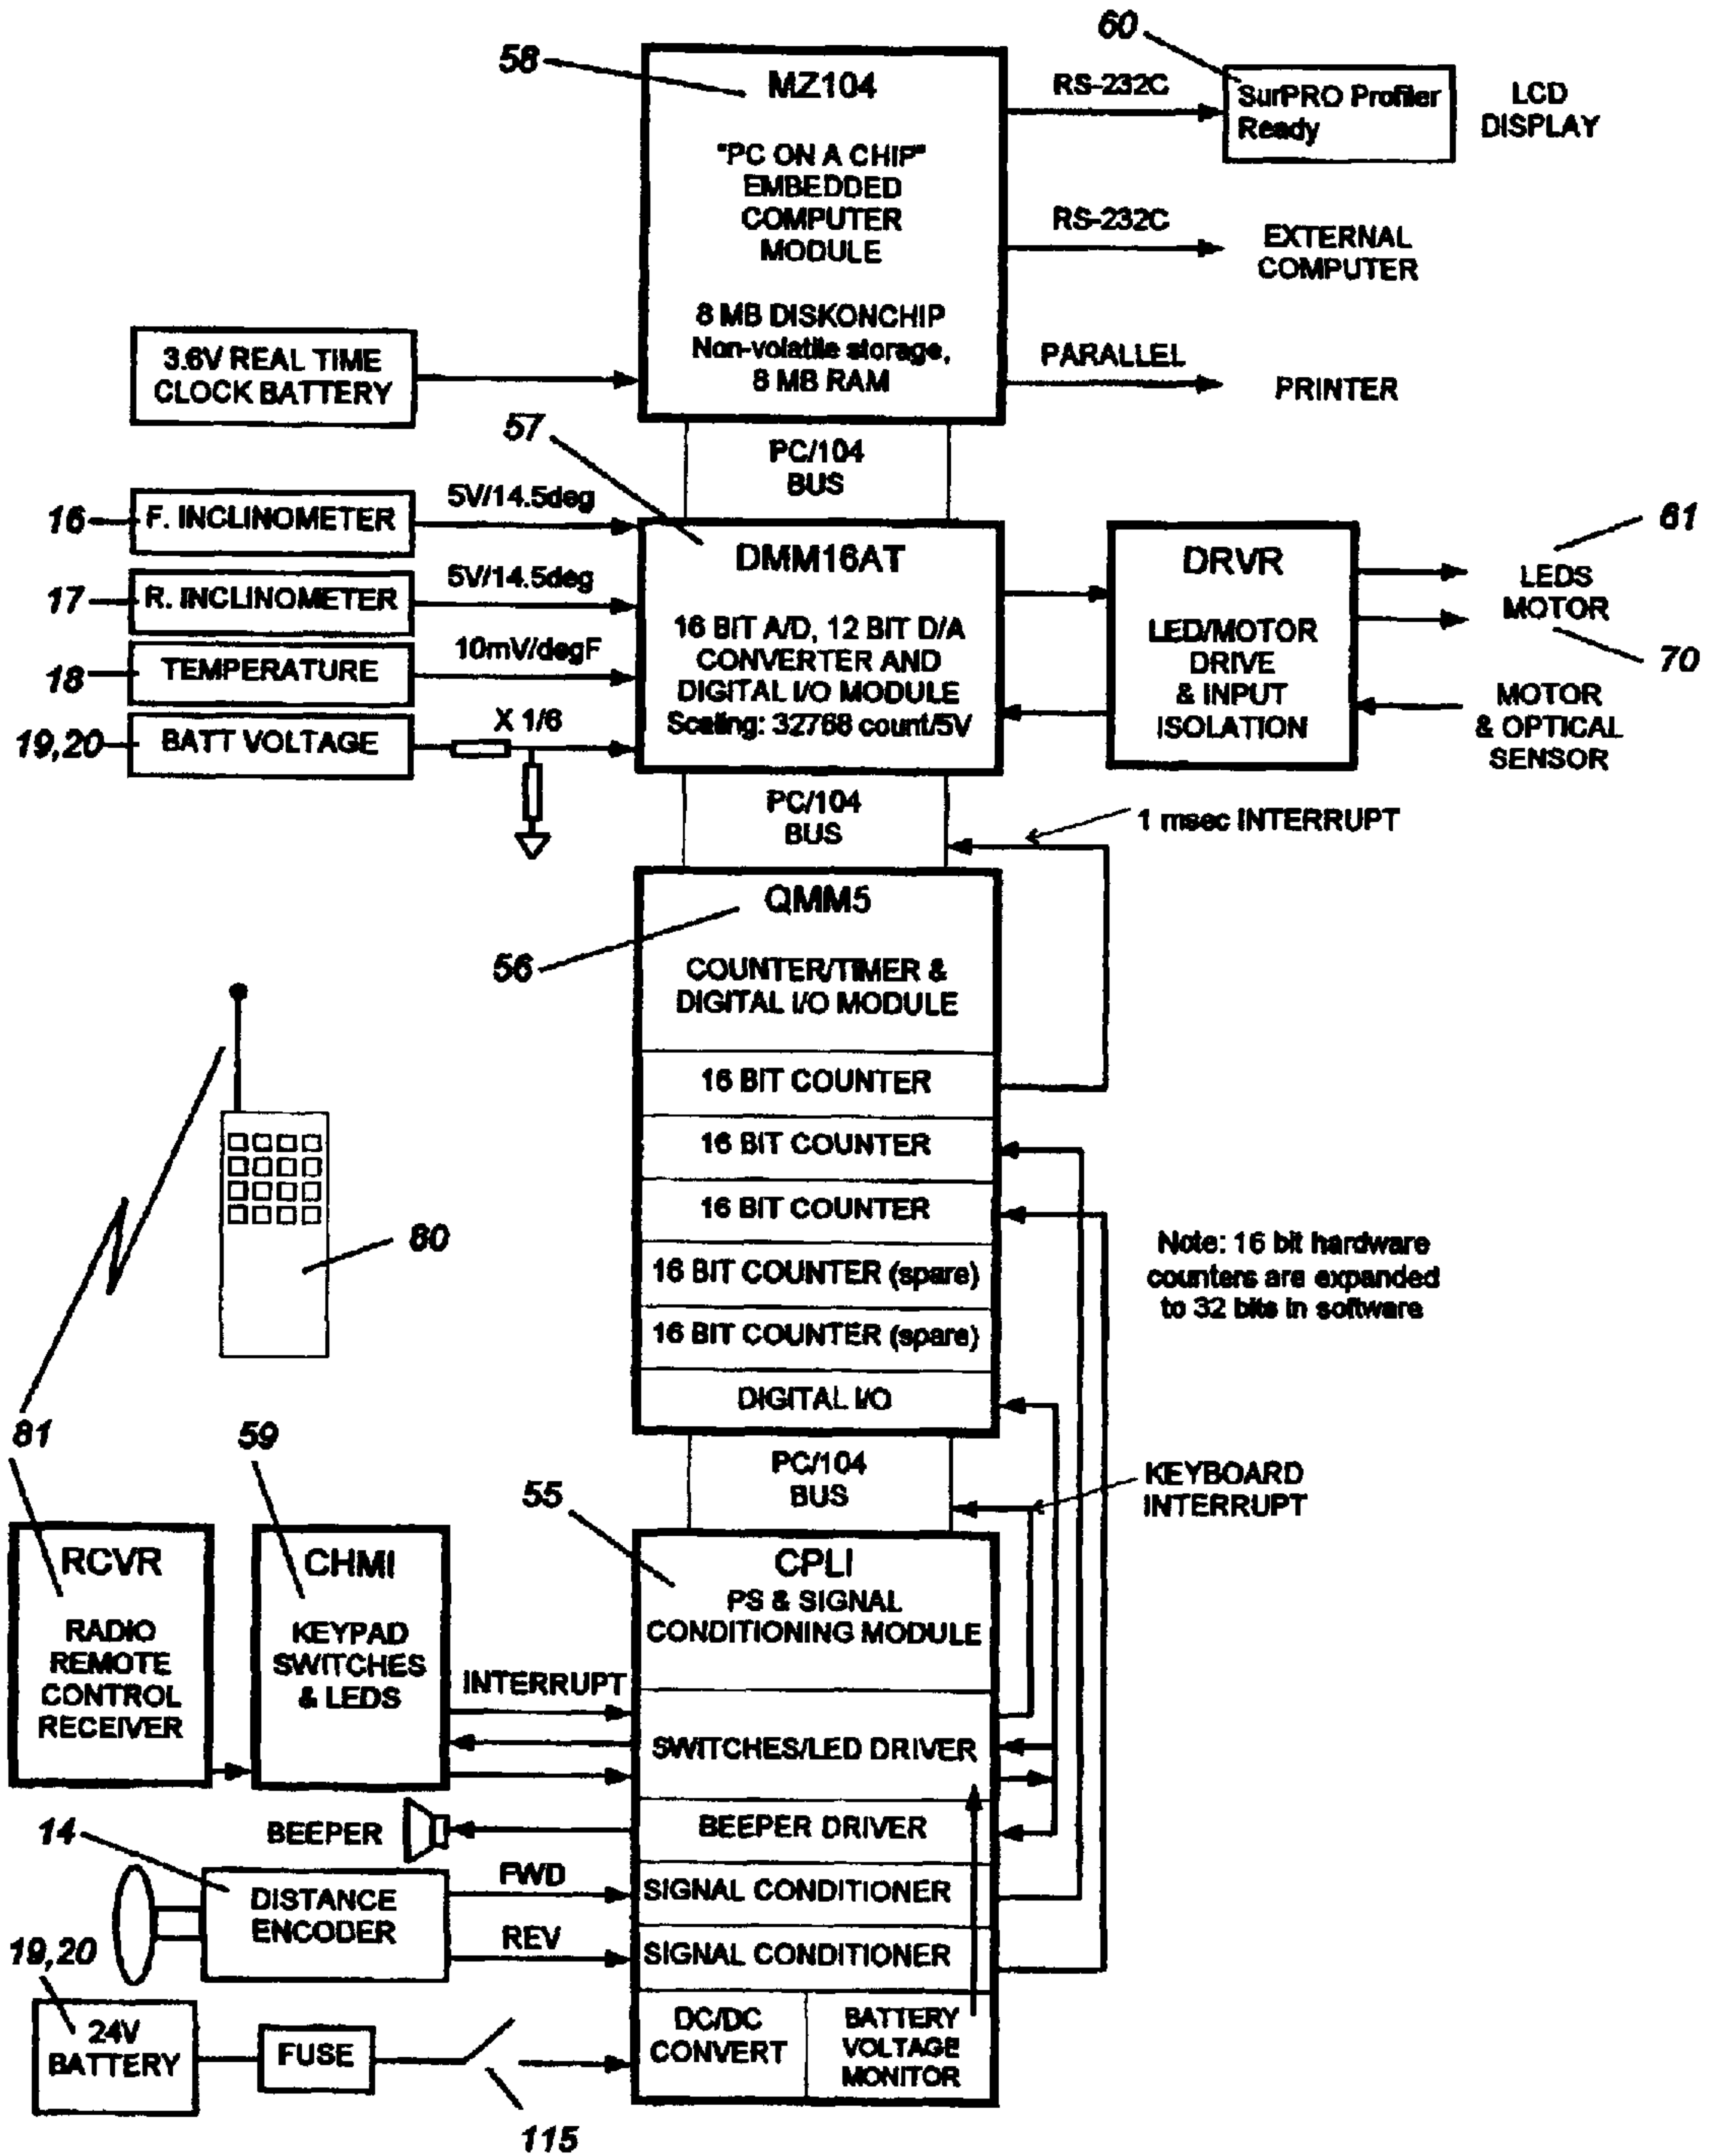 60
58
MZ104
RS-232C
SurPRO Profiler
Ready
LCD
DISPLAY
"PC ON A CHIP"
EMBEDDED
COMPUTER
MODULE
RS-232C
EXTERNAL
COMPUTER
8 MB DISKONCHIP
Non-volatile storage,
8 MB RAM
PARALLEL
PRINTER
3.6V REAL TIME
CLOCK BATTERY
57
PC/104
BUS
16
F. INCLINOMETER
5V/14.5deg
17
R. INCLINOMETER
5V/14.5deg
18
TEMPERATURE
10mV/degF
19,20
BATT VOLTAGE
X 1/6
DMM16AT
16 BIT A/D, 12 BIT D/A
CONVERTER AND
DIGITAL I/O MODULE
Scaling: 32768 count/5V
DRVR
LED/MOTOR
DRIVE
& INPUT
ISOLATION
61
LEDS
MOTOR
70
MOTOR
& OPTICAL
SENSOR
PC/104
BUS
1 msec INTERRUPT
QMM5
56
COUNTER/TIMER &
DIGITAL I/O MODULE
16 BIT COUNTER
16 BIT COUNTER
16 BIT COUNTER
16 BIT COUNTER (spare)
16 BIT COUNTER (spare)
DIGITAL I/O
80
Note: 16 bit hardware
counters are expanded
to 32 bits in software
81
59
55
PC/104
BUS
KEYBOARD
INTERRUPT
RCVR
RADIO
REMOTE
CONTROL
RECEIVER
CHMI
KEYPAD
SWITCHES
& LEDS
INTERRUPT
CPLI
PS & SIGNAL
CONDITIONING MODULE
SWITCHES/LED DRIVER
BEEPER
BEEPER DRIVER
14
DISTANCE
ENCODER
FWD
SIGNAL CONDITIONER
REV
SIGNAL CONDITIONER
19,20
24V
BATTERY
FUSE
115
DC/DC
CONVERT
BATTERY
VOLTAGE
MONITOR